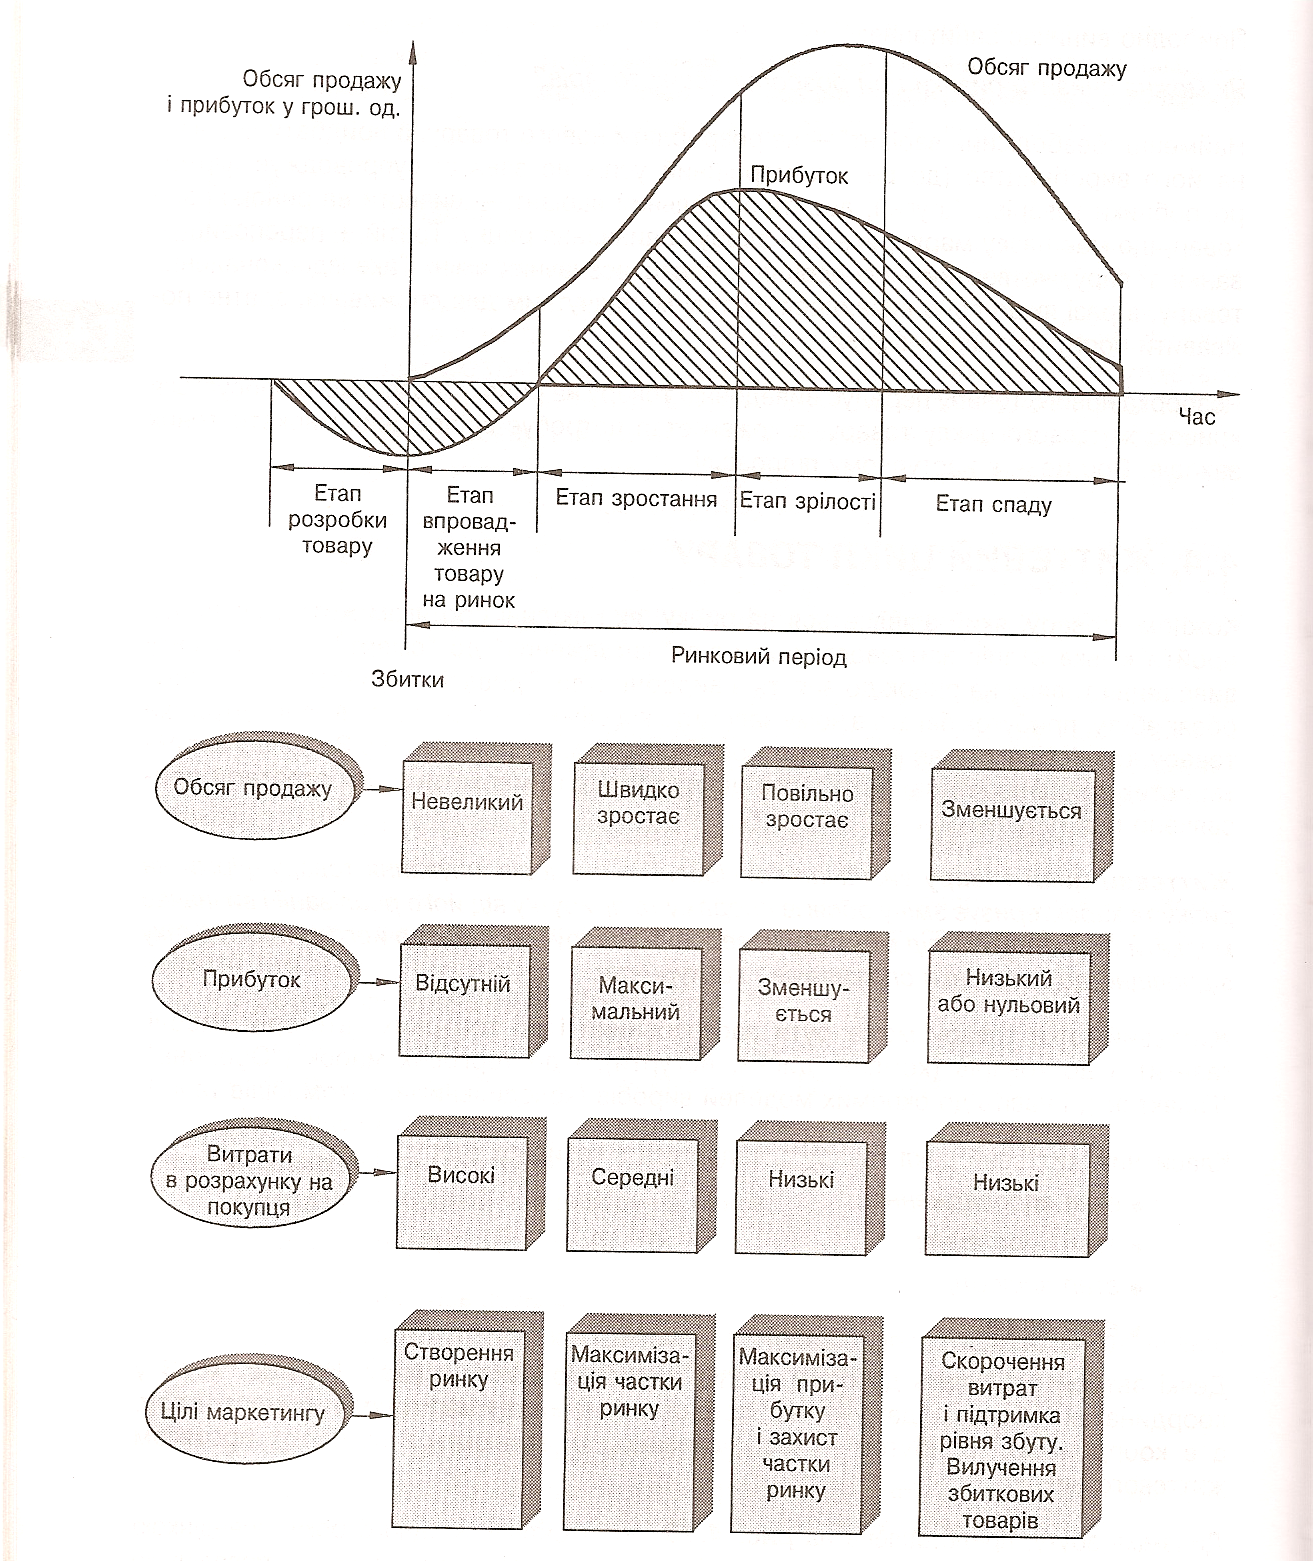 Обсяг продажу
і прибуток у грош. од.
Обсяг продажу
Прибуток
Час
Етап
розробки
товару
Етап
впровад-
ження
товару
на ринок
Етап зростання
Етап зрілості
Етап спаду
Ринковий період
Збитки
Обсяг продажу
Невеликий
Швидко
зростає
Повільно
зростає
Зменшується
Прибуток
Відсутній
Макси-
мальний
Зменшу-
ється
Низький
або нульовий
Витрати
в розрахунку на
покупця
Високі
Середні
Низькі
Низькі
Цілі маркетингу
Створення
ринку
Максиміза-
ція частки
ринку
Максиміза-
ція при-
бутку
і захист
частки
ринку
Скорочення
витрат
і підтримка
рівня збуту.
Вилучення
збиткових
товарів